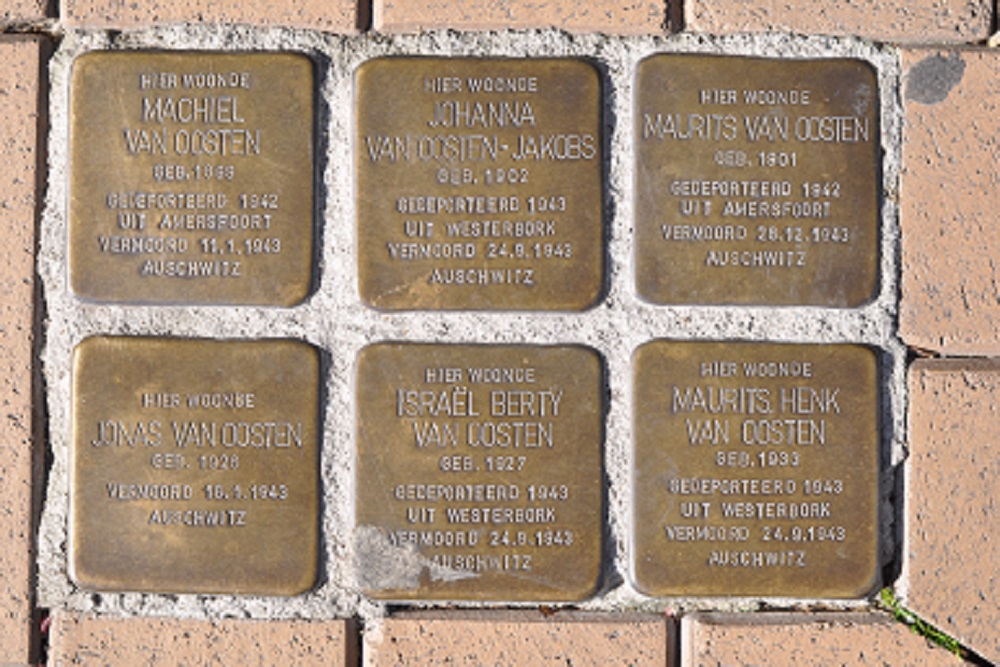 HIER WOONDE
MACHIEL
VAN OOSTEN
GEB. 1899
GEDEPORTEERD 1942
UIT AMERSFOORT
VERMOORD 11.1.1943
AUSCHWITZ
HIER WOONDE
JOHANNA
VAN OOSTEN-JAKOBS
GEB. 1902
GEDEPORTEERD 1943
UIT WESTERBORK
VERMOORD 24.9.1943
AUSCHWITZ
HIER WOONDE
MAURITS VAN OOSTEN
GEB. 1901
GEDEPORTEERD 1942
UIT AMERSFOORT
VERMOORD 28.12.1943
AUSCHWITZ
HIER WOONDE
JONAS VAN OOSTEN
GEB. 1926
VERMOORD 16.1.1943
AUSCHWITZ
HIER WOONDE
ISRAËL BERTY
VAN OOSTEN
GEB. 1927
GEDEPORTEERD 1943
UIT WESTERBORK
VERMOORD 24.9.1943
AUSCHWITZ
HIER WOONDE
MAURITS HENK
VAN OOSTEN
GEB. 1933
GEDEPORTEERD 1943
UIT WESTERBORK
VERMOORD 24.9.1943
AUSCHWITZ